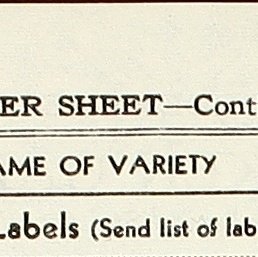 ER SHEET—Cont
AME OF VARIETY
Labels (Send list of lab